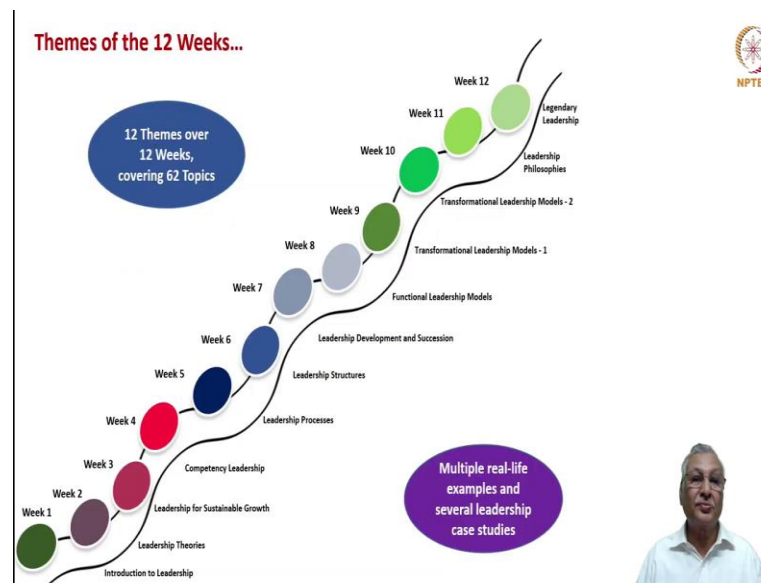 Themes of the 12 Weeks...
NPTE
12 Themes over
12 Weeks,
covering 62 Topics
Week 12
Legendary
Leadership
Week 11
Leadership
Philosophies
Week 10
Transformational Leadership Models - 2
Week 9
Transformational Leadership Models - 1
Week 8
Functional Leadership Models
Week 7
Leadership Development and Succession
Week 6
Leadership Structures
Week 5
Leadership Processes
Week 4
Competency Leadership
Week 3
Leadership for Sustainable Growth
Week 2
Leadership Theories
Week 1
Introduction to Leadership
Multiple real-life
examples and
several leadership
case studies